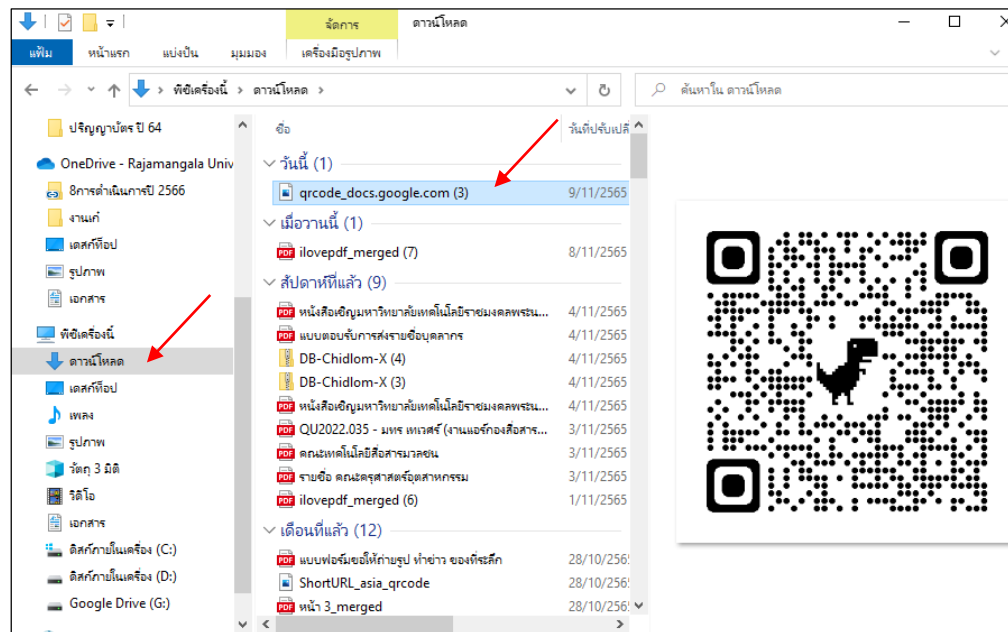 จัดการ
ดาวน์โหลด
แฟ้ม
หน้าแรก
แบ่งปัน
มุมมอง
เครื่องมือรูปภาพ
พีซีเครื่องนี้ > ดาวน์โหลด >
ค้นหาใน ดาวน์โหลด
ปริญญาบัตร ปี 64
OneDrive - Rajamangala Univ
8การดำเนินการปี 2566
งานเก่
เดสก์ท็อป
รูปภาพ
เอกสาร
พีซีเครื่องนี้
ดาวน์โหลด
เดสก์ท็อป
เพลง
รูปภาพ
วัตถุ 3 มิติ
วิดีโอ
เอกสาร
ดิสก์ภายในเครื่อง (C:)
ดิสก์ภายในเครื่อง (D:)
Google Drive (G:)
ชื่อ
วันที่ปรับเปลี่
วันนี้ (1)
qrcode_docs.google.com (3) 9/11/2565
เมื่อวานนี้ (1)
PDF ilovepdf_merged (7) 8/11/2565
สัปดาห์ที่แล้ว (9)
PDF หนังสือเชิญมหาวิทยาลัยเทคโนโลยีราชมงคลพระน... 4/11/2565
PDF แบบตอบรับการส่งรายชื่อบุคลากร 4/11/2565
DB-Chidlom-X (4) 4/11/2565
DB-Chidlom-X (3) 4/11/2565
PDF หนังสือเชิญมหาวิทยาลัยเทคโนโลยีราชมงคลพระน... 4/11/2565
PDF QU2022.035 - มทร เทเวศร์ (งานแอร์กองสื่อสาร... 3/11/2565
PDF คณะเทคโนโลยีสื่อสารมวลชน 3/11/2565
PDF รายชื่อ คณะครุศาสตร์อุตสาหกรรม 3/11/2565
PDF ilovepdf_merged (6) 1/11/2565
เดือนที่แล้ว (12)
PDF แบบฟอร์มขอให้ถ่ายรูป ทำข่าว ของที่ระลึก 28/10/256
ShortURL_asia_qrcode 28/10/256
PDF หน้า 3_merged 28/10/256